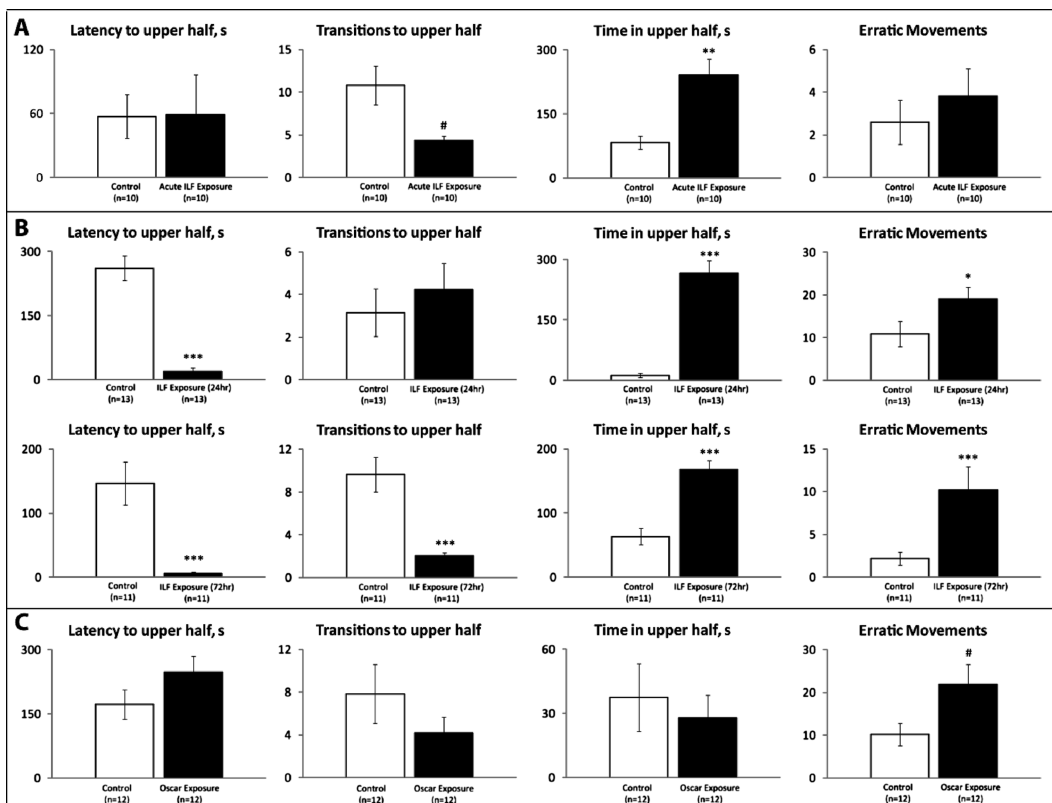 A
Latency to upper half, s
120
60
0
Control
(n=10)
Acute ILF Exposure
(n=10)
Transitions to upper half
15
10
5
0
#
Control
(n=10)
Acute ILF Exposure
(n=10)
Time in upper half, s
300
150
0
**
Control
(n=10)
Acute ILF Exposure
(n=10)
Erratic Movements
6
4
2
0
Control
(n=10)
Acute ILF Exposure
(n=10)
B
Latency to upper half, s
300
150
0
***
Control
(n=13)
ILF Exposure (24hr)
(n=13)
Transitions to upper half
6
4
2
0
Control
(n=13)
ILF Exposure (24hr)
(n=13)
Time in upper half, s
300
150
0
***
Control
(n=13)
ILF Exposure (24hr)
(n=13)
Erratic Movements
30
20
10
0
*
Control
(n=13)
ILF Exposure (24hr)
(n=13)
Latency to upper half, s
200
100
0
***
Control
(n=11)
ILF Exposure (72hr)
(n=11)
Transitions to upper half
12
8
4
0
***
Control
(n=11)
ILF Exposure (72hr)
(n=11)
Time in upper half, s
200
100
0
***
Control
(n=11)
ILF Exposure (72hr)
(n=11)
Erratic Movements
15
10
5
0
***
Control
(n=11)
ILF Exposure (72hr)
(n=11)
C
Latency to upper half, s
300
150
0
Control
(n=12)
Oscar Exposure
(n=12)
Transitions to upper half
12
8
4
0
Control
(n=12)
Oscar Exposure
(n=12)
Time in upper half, s
60
30
0
Control
(n=12)
Oscar Exposure
(n=12)
Erratic Movements
30
20
10
0
#
Control
(n=12)
Oscar Exposure
(n=12)